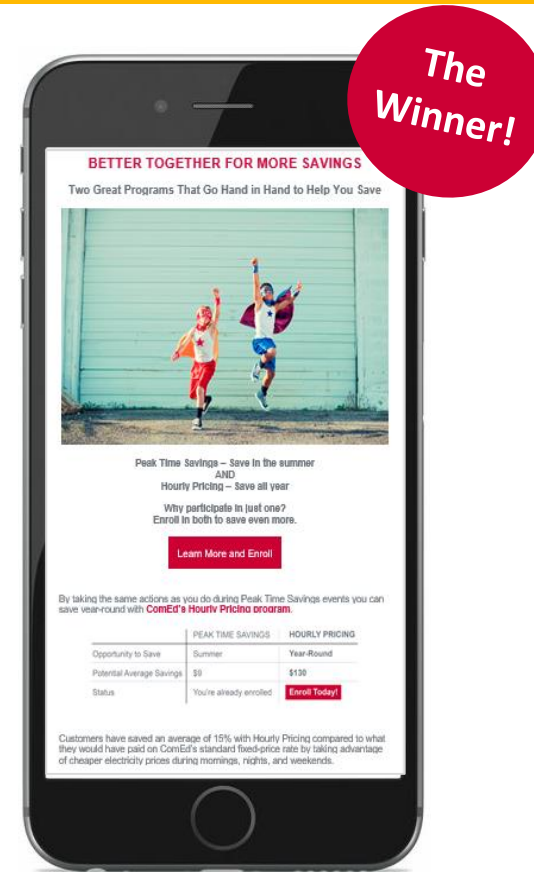 The
Winner!
BETTER TOGETHER FOR MORE SAVINGS
Two Great Programs That Go Hand in Hand to Help You Save
Peak Time Savings – Save in the summer
AND
Hourly Pricing – Save all year
Why participate in just one?
Enroll in both to save even more.
Learn More and Enroll
By taking the same actions as you do during Peak Time Savings events you can
save year-round with ComEd's Hourly Pricing program.
PEAK TIME SAVINGS HOURLY PRICING
Opportunity to Save Summer Year-Round
Potential Average Savings $9 $130
Status You're already enrolled Enroll Today!
Customers have saved an average of 15% with Hourly Pricing compared to what
they would have paid on ComEd's standard fixed-price rate by taking advantage
of cheaper electricity prices during mornings, nights, and weekends.